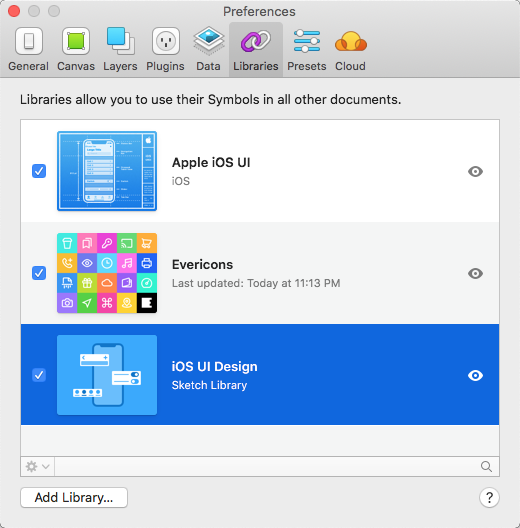 Preferences
General Canvas Layers Plugins Data Libraries Presets Cloud
Libraries allow you to use their Symbols in all other documents.
Apple iOS UI
iOS
Evericons
Last updated: Today at 11:13 PM
iOS UI Design
Sketch Library
Add Library...
?